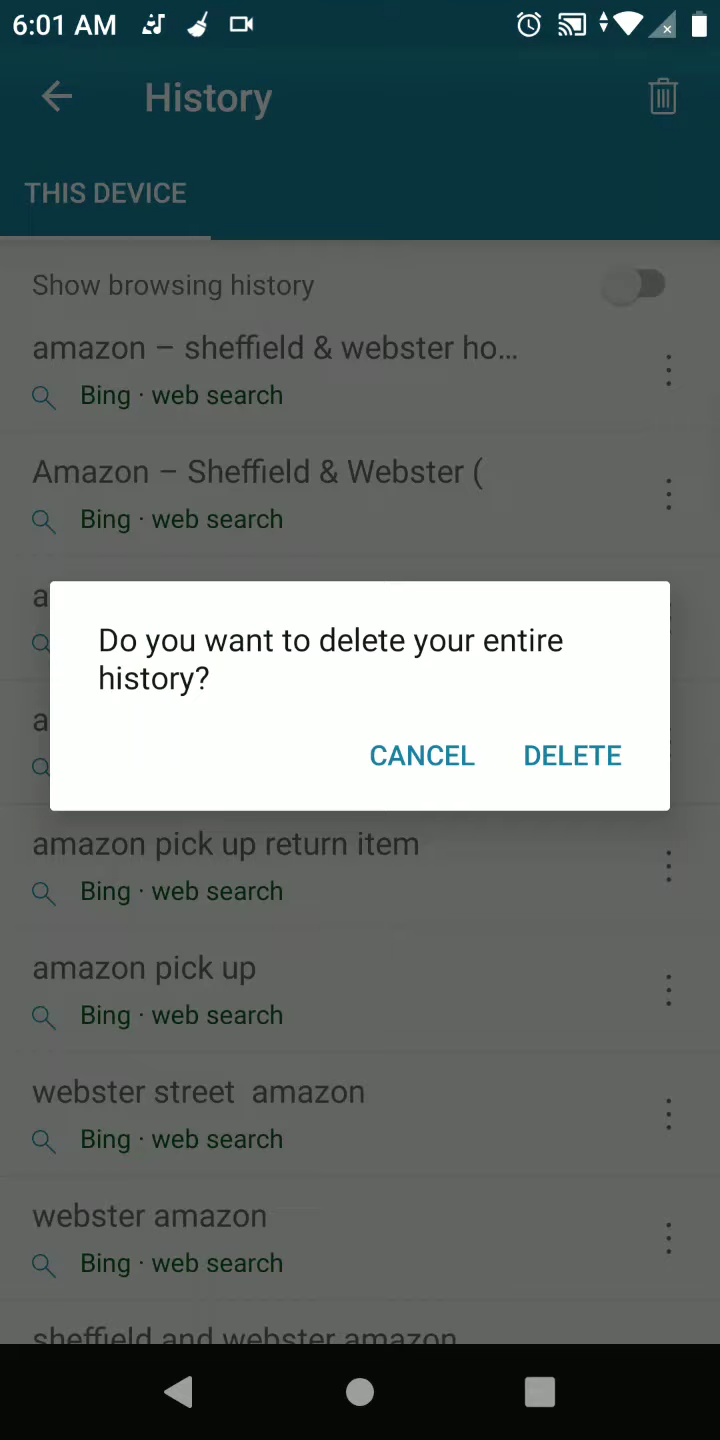 6:01 AM
History
THIS DEVICE
Show browsing history
amazon – sheffield & webster ho...
Bing · web search
Amazon – Sheffield & Webster (
Bing · web search
a
Do you want to delete your entire
history?
a
CANCEL DELETE
amazon pick up return item
Bing · web search
amazon pick up
Bing · web search
webster street amazon
Bing · web search
webster amazon
Bing · web search
sheffield and webster amazon